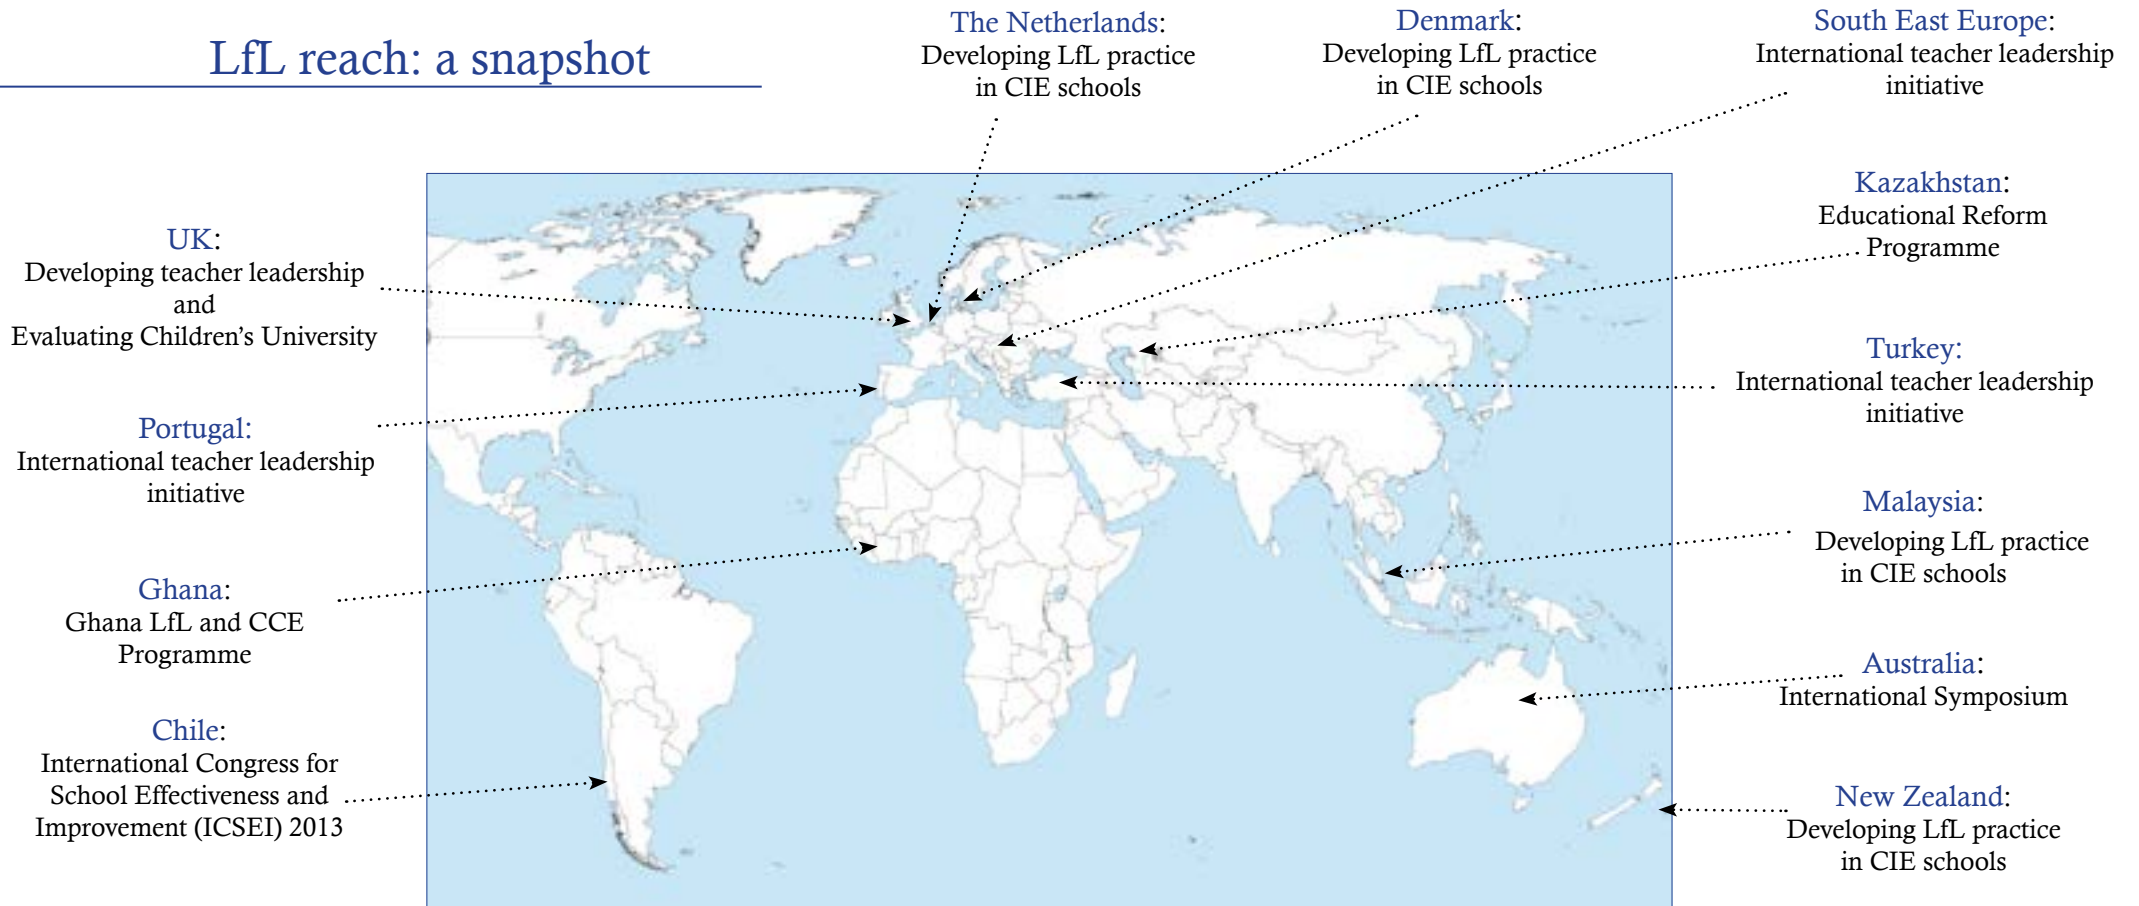 LfL reach: a snapshot
The Netherlands:
Developing LfL practice
in CIE schools
Denmark:
Developing LfL practice
in CIE schools
South East Europe:
International teacher leadership
initiative
UK:
Developing teacher leadership
and
Evaluating Children’s University
Portugal:
International teacher leadership
initiative
Ghana:
Ghana LfL and CCE
Programme
Chile:
International Congress for
School Effectiveness and
Improvement (ICSEI) 2013
Kazakhstan:
Educational Reform
Programme
Turkey:
International teacher leadership
initiative
Malaysia:
Developing LfL practice
in CIE schools
Australia:
International Symposium
New Zealand:
Developing LfL practice
in CIE schools